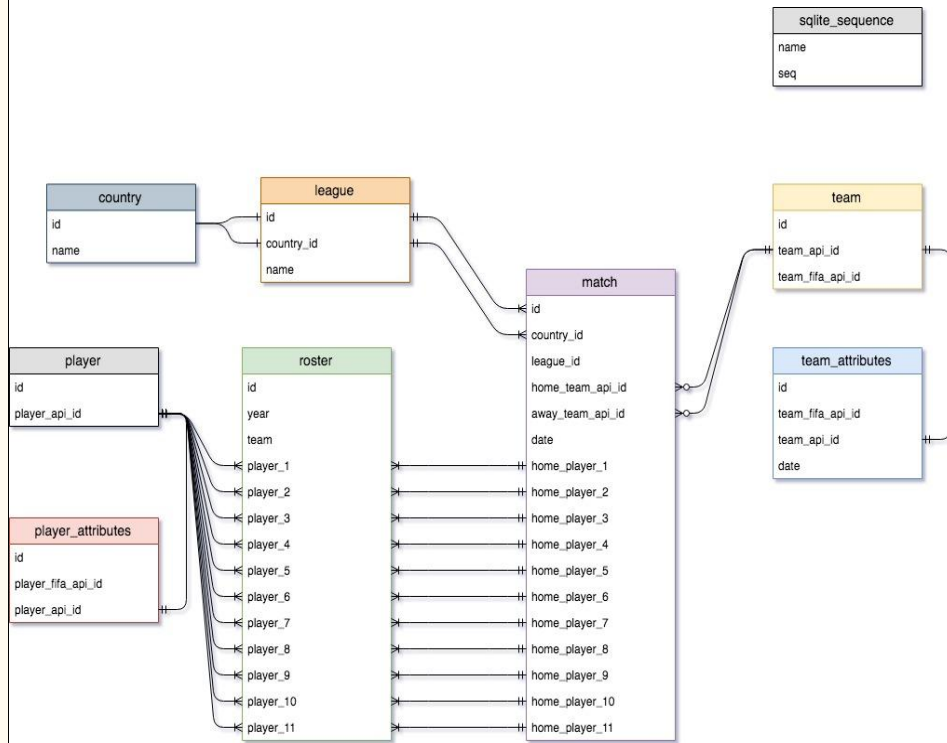 sqlite_sequence
name
seq
country
id
name
league
id
country_id
name
team
id
team_api_id
team_fifa_api_id
match
id
country_id
league_id
home_team_api_id
away_team_api_id
date
home_player_1
home_player_2
home_player_3
home_player_4
home_player_5
home_player_6
home_player_7
home_player_8
home_player_9
home_player_10
home_player_11
player
id
player_api_id
roster
id
year
team
player_1
player_2
player_3
player_4
player_5
player_6
player_7
player_8
player_9
player_10
player_11
team_attributes
id
team_fifa_api_id
team_api_id
date
player_attributes
id
player_fifa_api_id
player_api_id